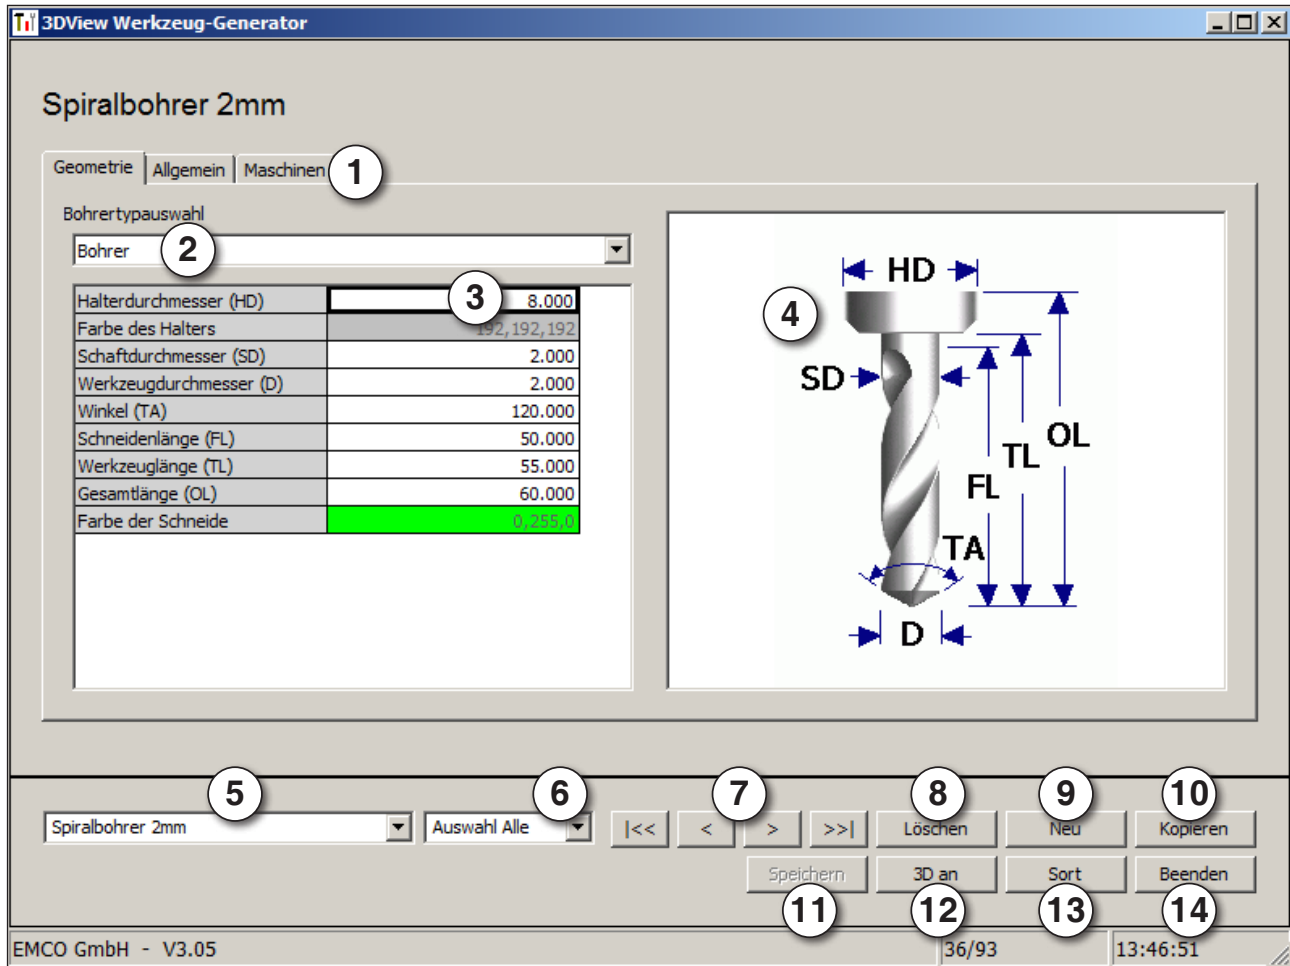 3DView Werkzeug-Generator
Spiralbohrer 2mm
Geometrie Allgemein Maschinen 1
Bohrertypauswahl
Bohrer 2
Halterdurchmesser (HD) 3 8.000
Farbe des Halters 192,192,192
Schaftdurchmesser (SD) 2.000
Werkzeugdurchmesser (D) 2.000
Winkel (TA) 120.000
Schneidenlänge (FL) 50.000
Werkzeuglänge (TL) 55.000
Gesamtlänge (OL) 60.000
Farbe der Schneide 0,255,0
HD
4
SD
OL
TL
FL
TA
D
5 6 7 8 9 10
Spiralbohrer 2mm Auswahl Alle |<< < > >>| Löschen Neu Kopieren
Speichern 3D an Sort Beenden
11 12 13 14
EMCO GmbH - V3.05 36/93 13:46:51